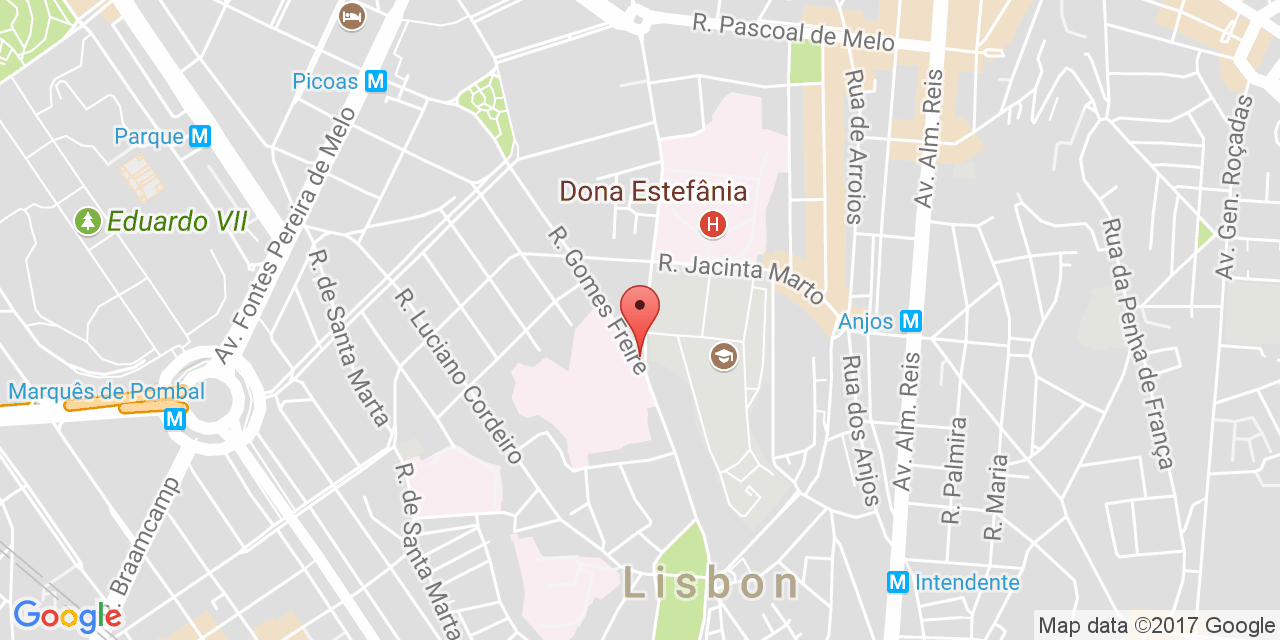 R. Pascoal de Melo
Picoas M
Parque M
Av. Fontes Pereira de Melo
Rua de Arroios
Av. Alm. Reis
Av. Gen. Roçadas
Dona Estefânia
H
Eduardo VII
R. Gomes Freire
R. Jacinta Marto
Rua da Penha de França
R. de Santa Marta
R. Luciano Cordeiro
Anjos M
Marquês de Pombal
M
Rua dos Anjos
Av. Alm. Reis
R. Palmira
R. Maria
R. de Santa Marta
R. Braamcamp
Lisbon
M Intendente
Google
Map data ©2017 Google